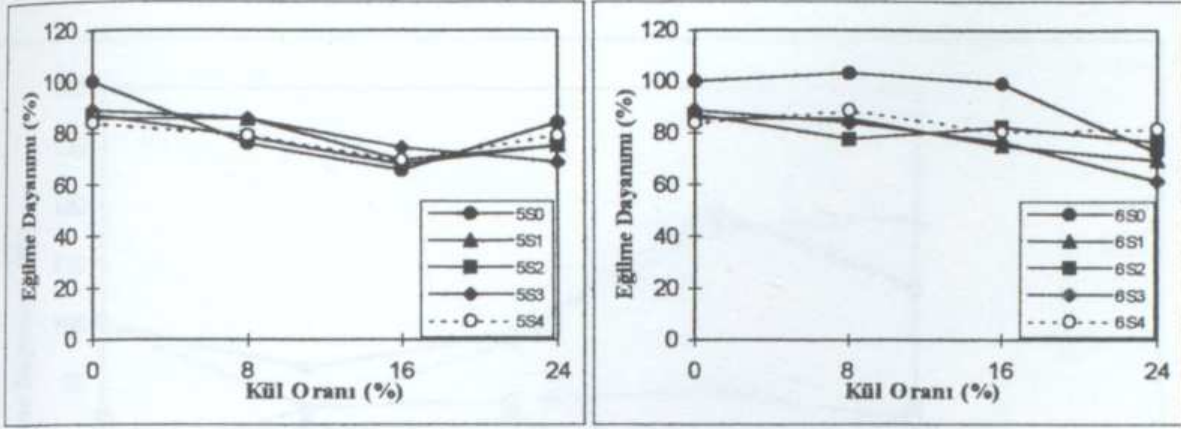 120
100
80
60
40
20
0
Eğilme Dayanımı (%)
0 8 16 24
Kül Oranı (%)
5S0
5S1
5S2
5S3
5S4
120
100
80
60
40
20
0
Eğilme Dayanımı (%)
0 8 16 24
Kül Oranı (%)
6S0
6S1
6S2
6S3
6S4